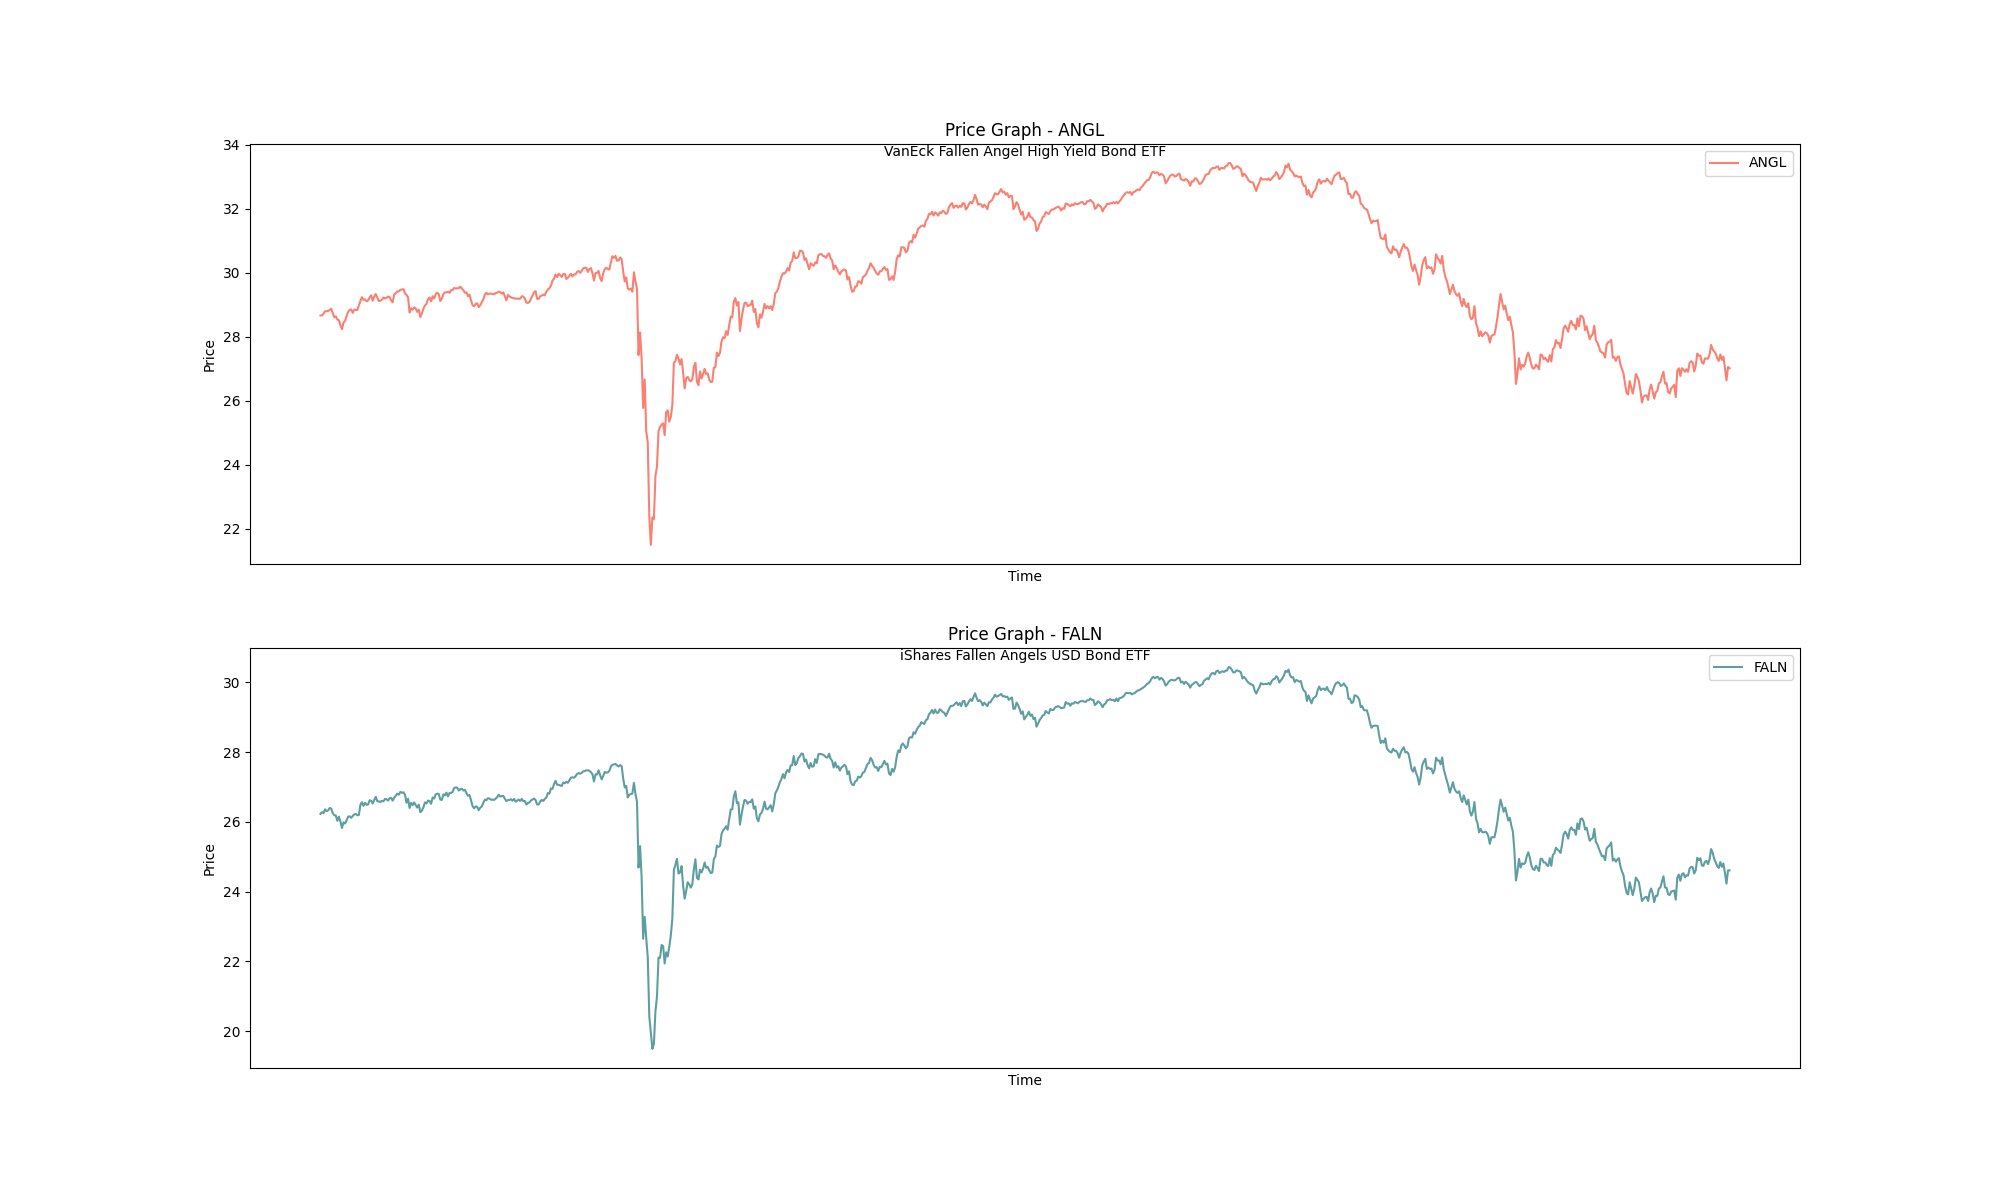 Price Graph - ANGL
VanEck Fallen Angel High Yield Bond ETF
ANGL
34
32
30
28
26
24
22
Price
Time
Price Graph - FALN
iShares Fallen Angels USD Bond ETF
FALN
30
28
26
24
22
20
Price
Time